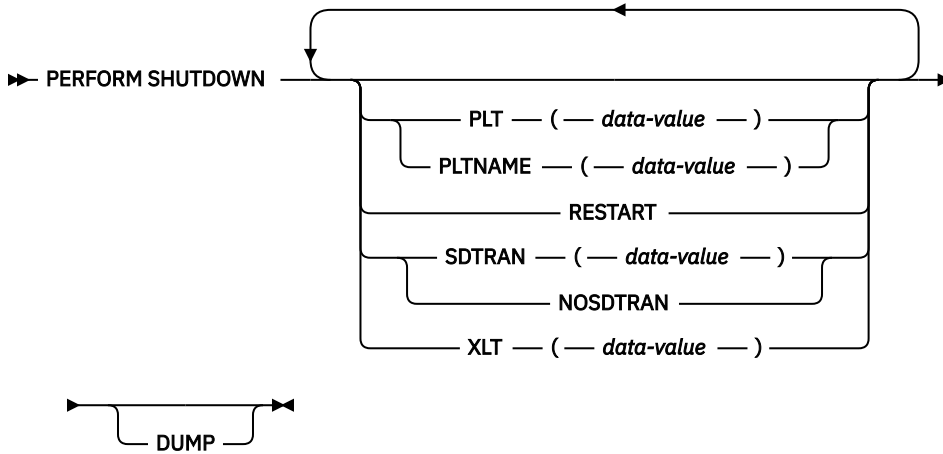 PERFORM SHUTDOWN
PLT ( data-value )
PLTNAME ( data-value )
RESTART
SDTRAN ( data-value )
NOSDTRAN
XLT ( data-value )
DUMP